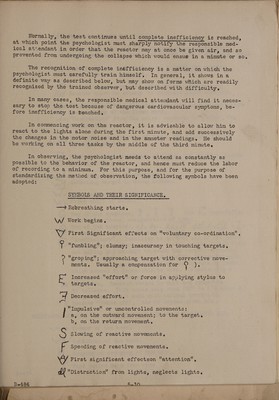 Normally, the test continues until complete inefficiency is reached,
at which point the psychologist must sharply notify the responsible med-
ical attendant in order that the reactor may at once be given air, and so
prevented from undergoing the collapse which would ensue in a minute or so.
The recognition of complete inefficiency is a matter on which the
psychologist must carefully train himself. In general, it shows in a
definite way as described below, but may show on forms which are readily
recognized by the trained observer, but described with difficulty.
In many cases, the responsible medical attendant will find it neces-
sary to stop the test because of dangerous cardiovascular symptoms, be-
fore inefficiency is reached.
In commencing work on the reactor, it is advisable to allow him to
react to the lights alone during the first minute, and add successively
the changes in the motor noise and in the ammeter readings. He should
be working on all three tasks by the middle of the third minute.
In observing, the psychologist needs to attend as constantly as
possible to the behavior of the reactor, and hence must reduce the labor
of recording to a minimum. For this purpose, and for the purpose of
standardizing the method of observation, the following symbols have been
adopted:
SYMBOLS AND THEIR SIGNIFICANCE.
→ Rebreathing starts.
W Work begins.
First Significant effects on "voluntary co-ordination".
"fumbling"; clumsy; inaccuracy in touching targets.
"groping"; approaching target with corrective move-
ments. Usually a compensation for ).
E Increased "effort" or force in applying stylus to
targets.
Decreased effort.
"Impulsive" or uncontrolled movements:
a, on the outward movement; to the target.
b, on the return movement.
S Slowing of reactive movements.
F Speeding of reactive movements.
First significant effects on "attention".
"Distraction" from lights, neglects lights.